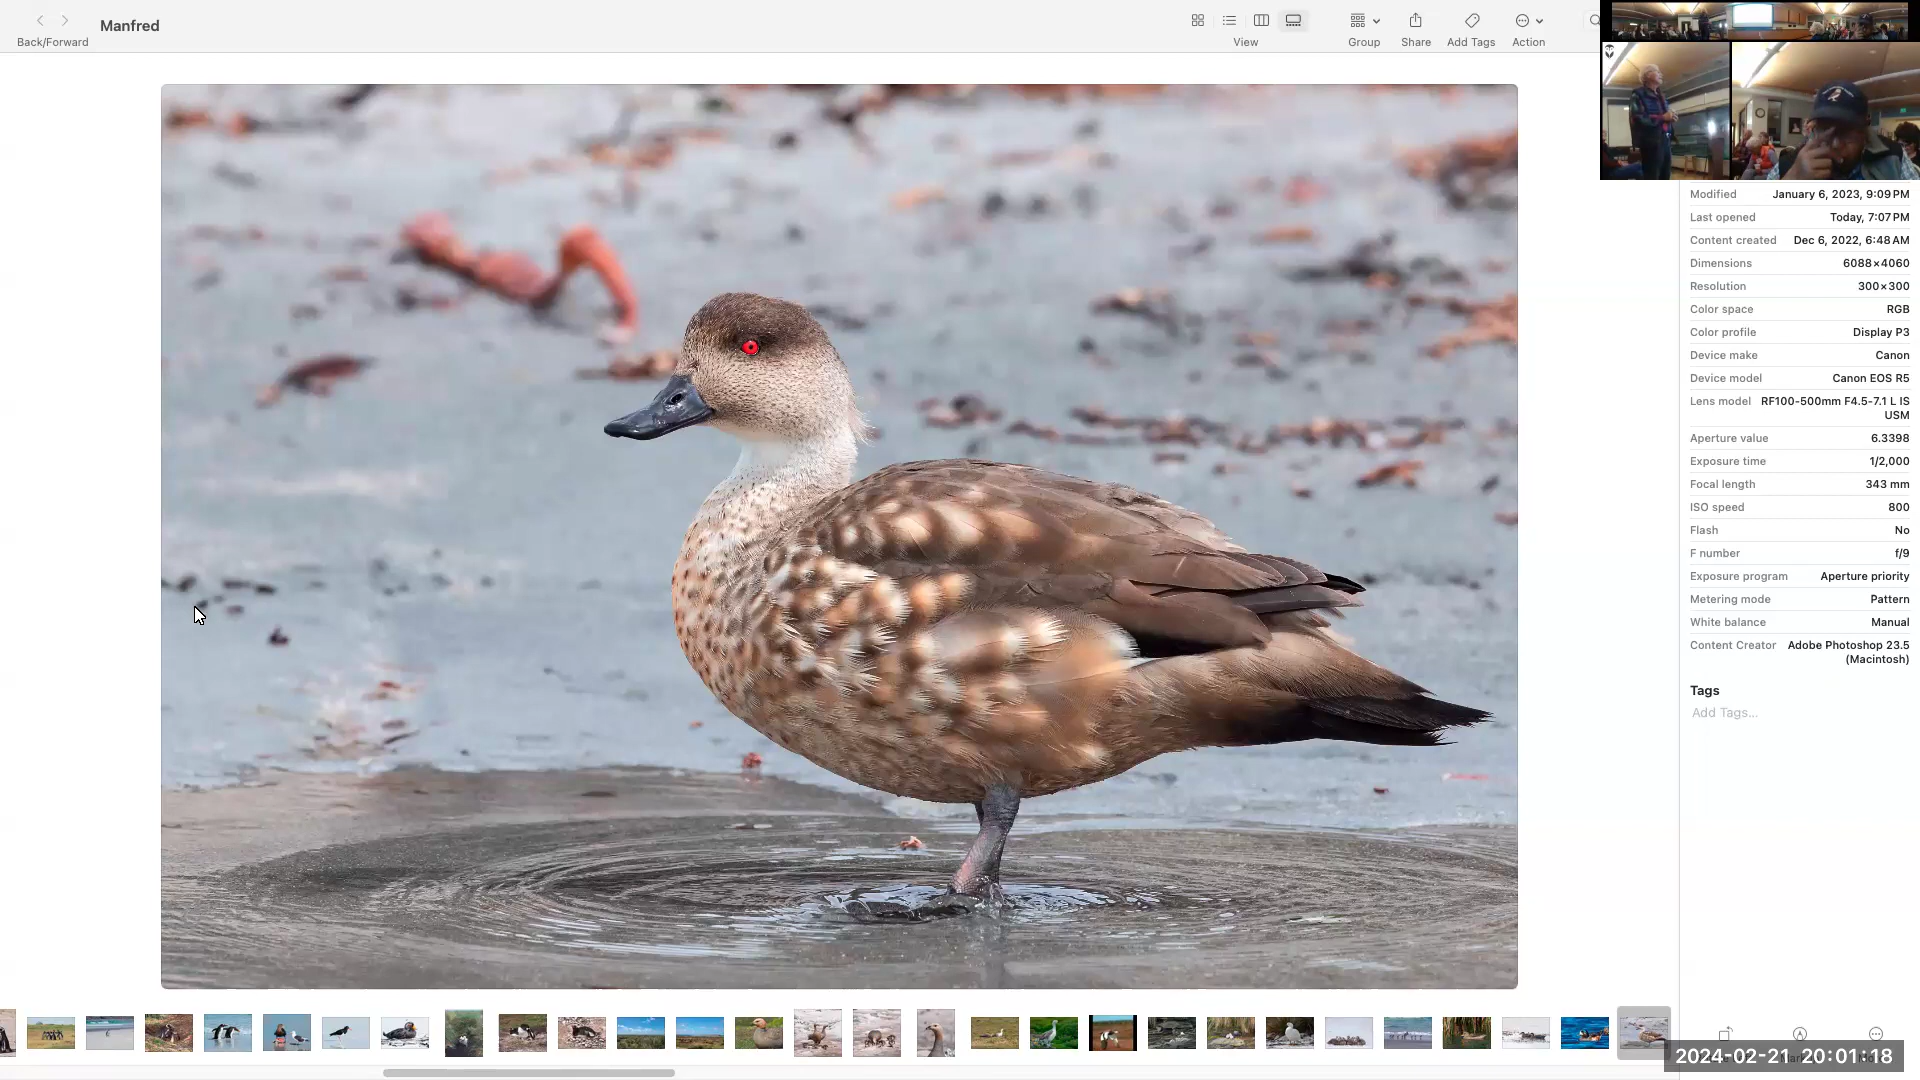 Manfred
Back/Forward
View
Group
Share
Add Tags
Action
Modified January 6, 2023, 9:09 PM
Last opened Today, 7:07 PM
Content created Dec 6, 2022, 6:48 AM
Dimensions 6088×4060
Resolution 300×300
Color space RGB
Color profile Display P3
Device make Canon
Device model Canon EOS R5
Lens model RF100-500mm F4.5-7.1 L IS
USM
Aperture value 6.3398
Exposure time 1/2,000
Focal length 343 mm
ISO speed 800
Flash No
F number f/9
Exposure program Aperture priority
Metering mode Pattern
White balance Manual
Content Creator Adobe Photoshop 23.5
(Macintosh)
Tags
Add Tags...
2024-02-21 20:01:18